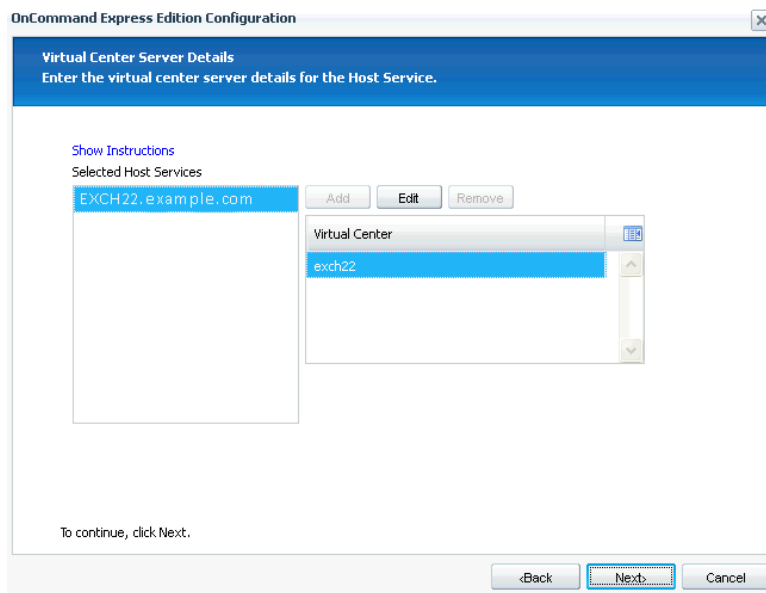 OnCommand Express Edition Configuration
Virtual Center Server Details
Enter the virtual center server details for the Host Service.
Show Instructions
Selected Host Services
EXCH22.example.com
Add Edit Remove
Virtual Center
exch22
To continue, click Next.
<Back Next> Cancel